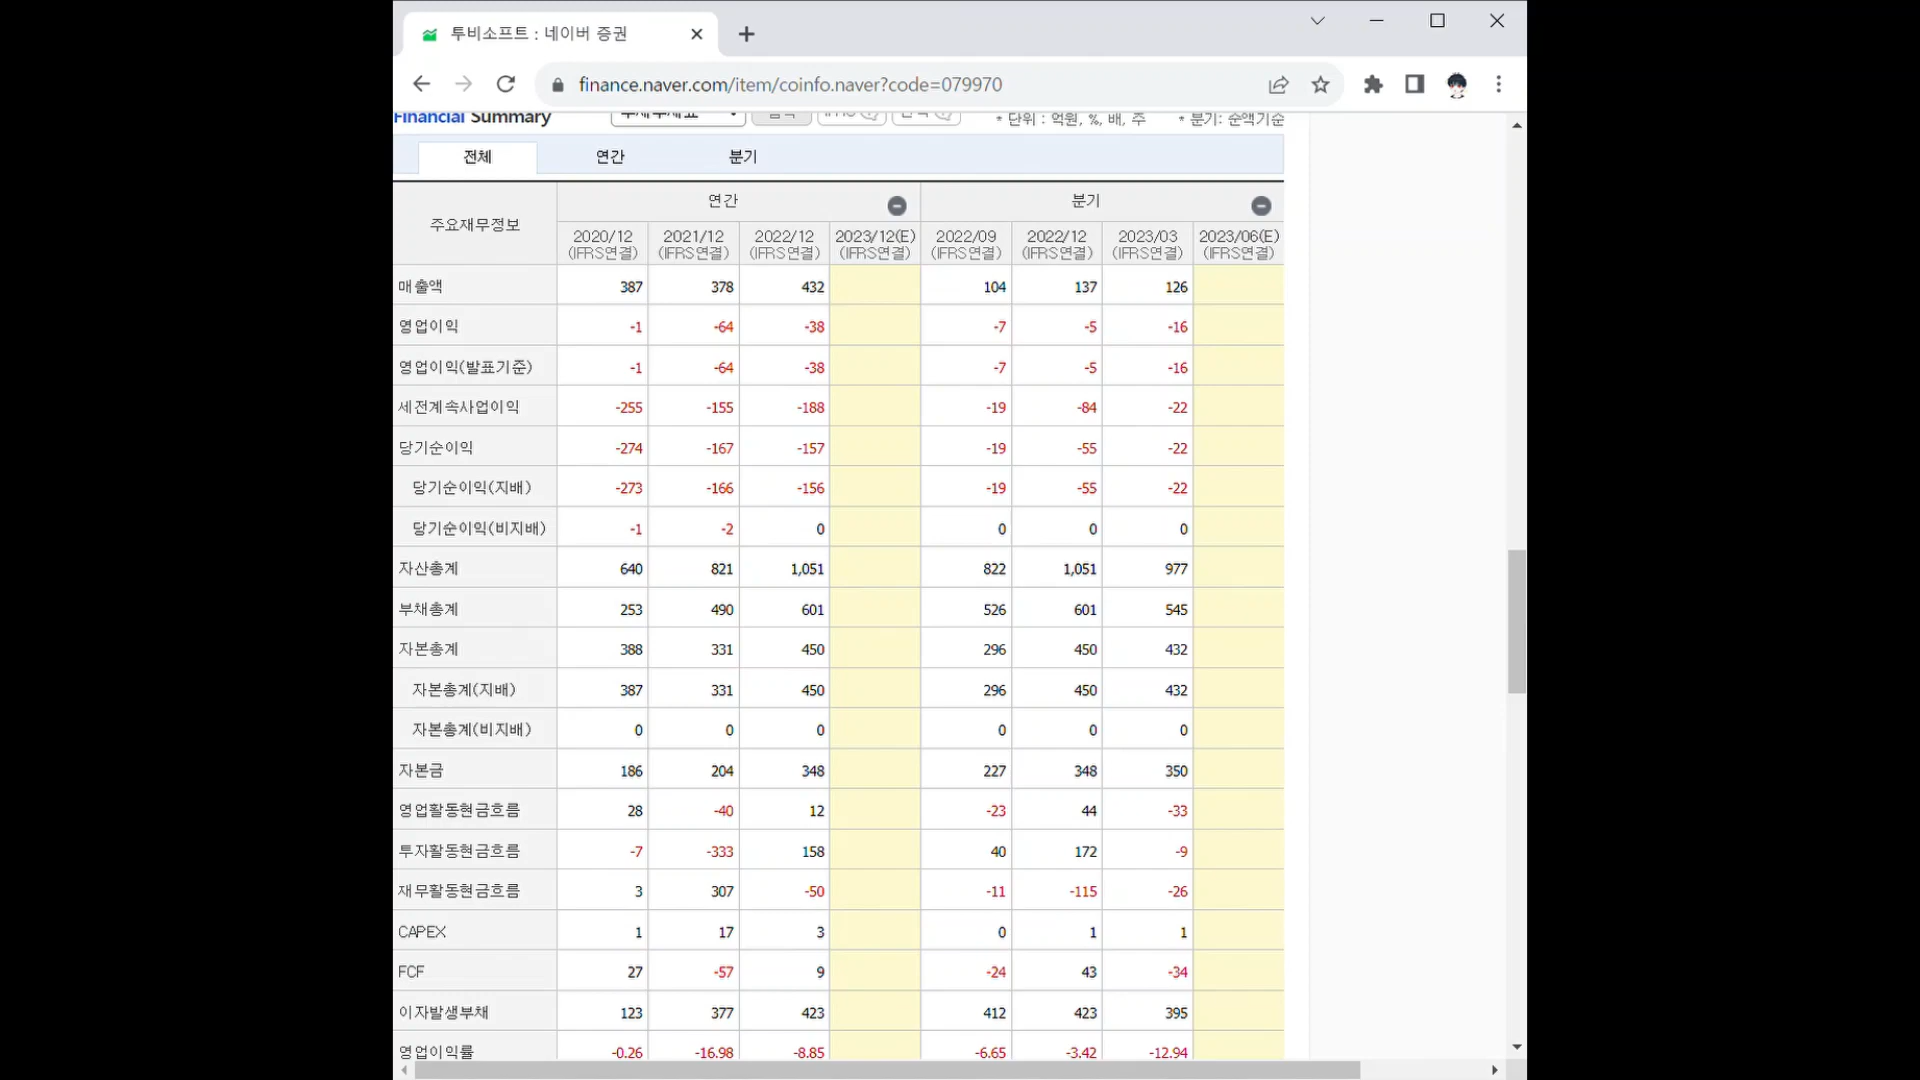 투비소프트 : 네이버 증권
finance.naver.com/item/coinfo.naver?code=079970
Financial Summary
* 단위 : 억원, %, 배, 주 * 분기: 순액기준
전체 연간 분기
주요재무정보 연간 분기
2020/12 2021/12 2022/12 2023/12(E) 2022/09 2022/12 2023/03 2023/06(E)
(IFRS연결) (IFRS연결) (IFRS연결) (IFRS연결) (IFRS연결) (IFRS연결) (IFRS연결) (IFRS연결)
매출액 387 378 432 104 137 126
영업이익 -1 -64 -38 -7 -5 -16
영업이익(발표기준) -1 -64 -38 -7 -5 -16
세전계속사업이익 -255 -155 -188 -19 -84 -22
당기순이익 -274 -167 -157 -19 -55 -22
당기순이익(지배) -273 -166 -156 -19 -55 -22
당기순이익(비지배) -1 -2 0 0 0 0
자산총계 640 821 1,051 822 1,051 977
부채총계 253 490 601 526 601 545
자본총계 388 331 450 296 450 432
자본총계(지배) 387 331 450 296 450 432
자본총계(비지배) 0 0 0 0 0 0
자본금 186 204 348 227 348 350
영업활동현금흐름 28 -40 12 -23 44 -33
투자활동현금흐름 -7 -333 158 40 172 -9
재무활동현금흐름 3 307 -50 -11 -115 -26
CAPEX 1 17 3 0 1 1
FCF 27 -57 9 -24 43 -34
이자발생부채 123 377 423 412 423 395
영업이익률 -0.26 -16.98 -8.85 -6.65 -3.42 -12.94